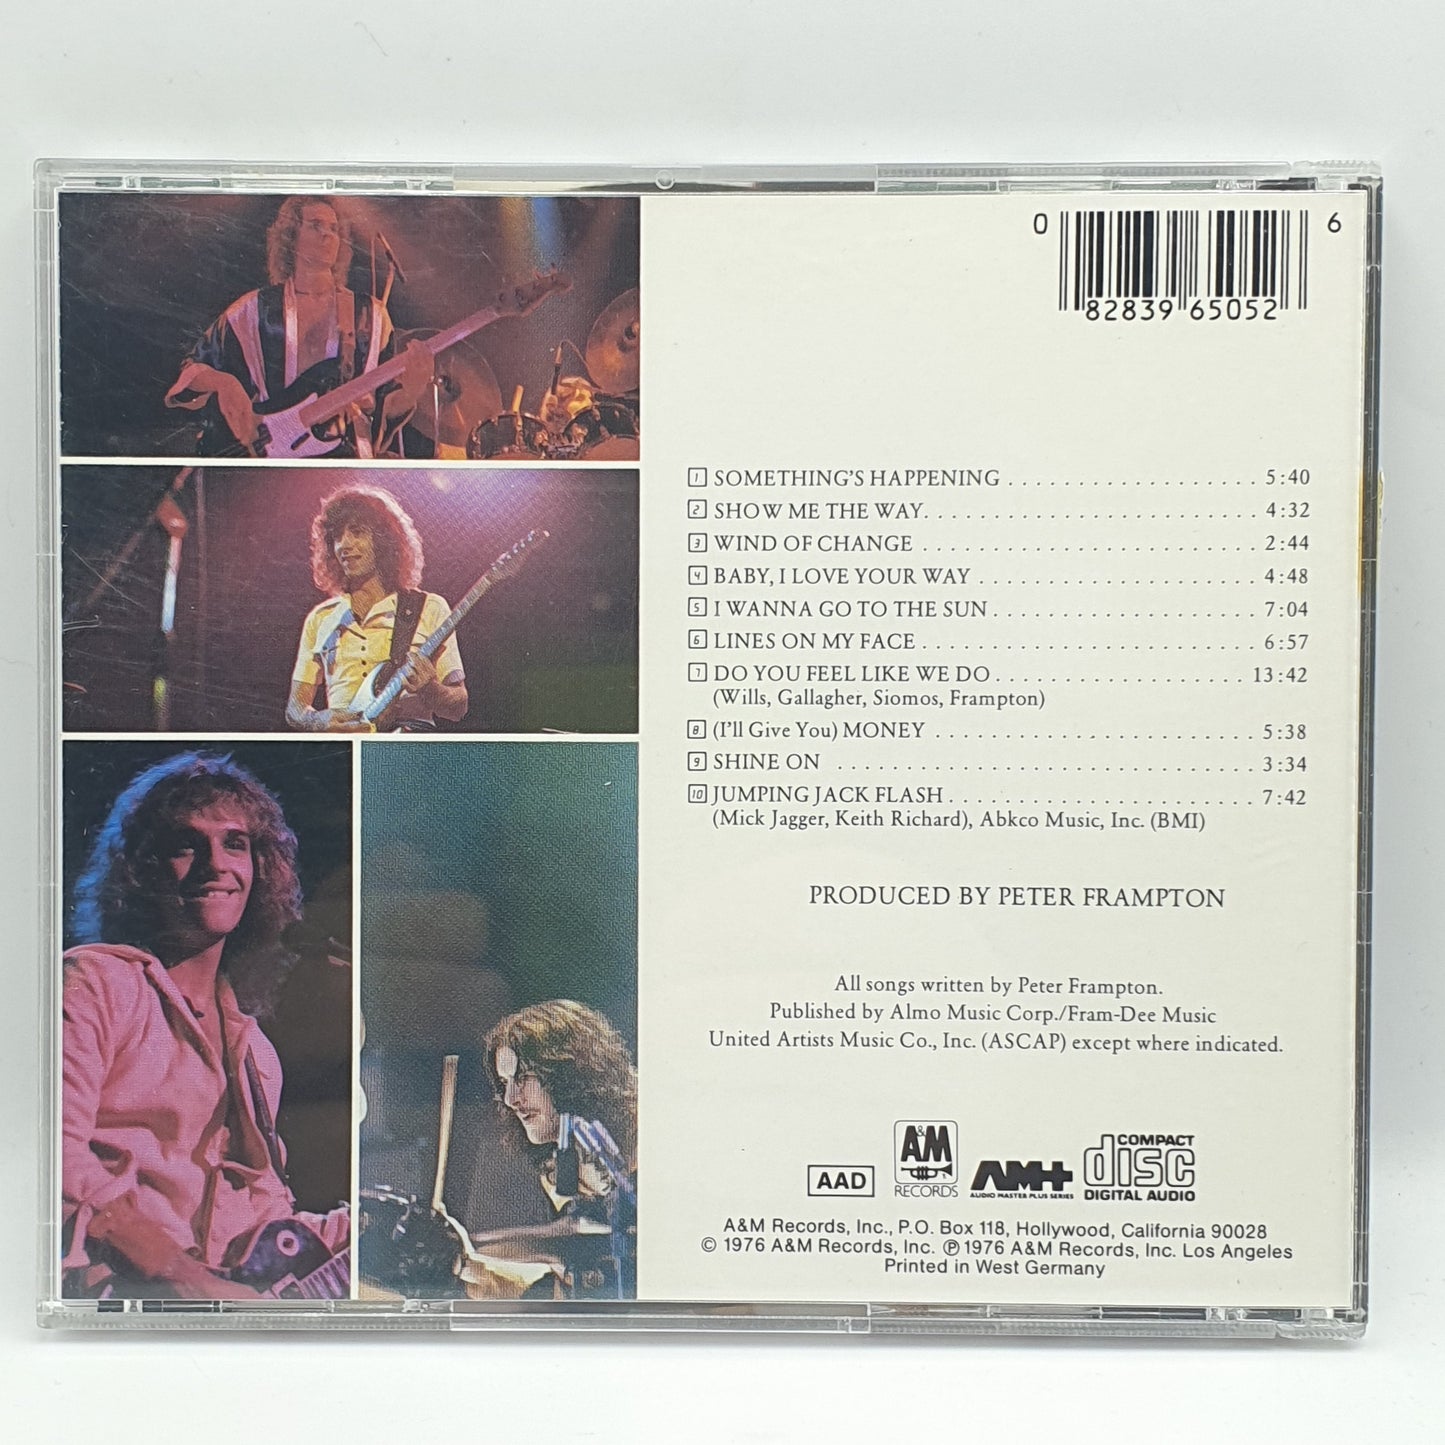 0 82839 65052 6
1 SOMETHING'S HAPPENING . . . . . . . . . . . . . . . . . . 5:40
2 SHOW ME THE WAY. . . . . . . . . . . . . . . . . . . . . . . 4:32
3 WIND OF CHANGE . . . . . . . . . . . . . . . . . . . . . . . . 2:44
4 BABY, I LOVE YOUR WAY . . . . . . . . . . . . . . . . . . . . 4:48
5 I WANNA GO TO THE SUN . . . . . . . . . . . . . . . . . . . 7:04
6 LINES ON MY FACE . . . . . . . . . . . . . . . . . . . . . . . . 6:57
7 DO YOU FEEL LIKE WE DO . . . . . . . . . . . . . . . . . . 13:42
(Wills, Gallagher, Siomos, Frampton)
8 (I'll Give You) MONEY . . . . . . . . . . . . . . . . . . . . . . . 5:38
9 SHINE ON . . . . . . . . . . . . . . . . . . . . . . . . . . . . . . 3:34
10 JUMPING JACK FLASH . . . . . . . . . . . . . . . . . . . . . . 7:42
(Mick Jagger, Keith Richard), Abkco Music, Inc. (BMI)
PRODUCED BY PETER FRAMPTON
All songs written by Peter Frampton.
Published by Almo Music Corp./Fram-Dee Music
United Artists Music Co., Inc. (ASCAP) except where indicated.
AAD A&M RECORDS AM+ AUDIO MASTER PLUS SERIES COMPACT disc DIGITAL AUDIO
A&M Records, Inc., P.O. Box 118, Hollywood, California 90028
© 1976 A&M Records, Inc. ℗ 1976 A&M Records, Inc. Los Angeles
Printed in West Germany